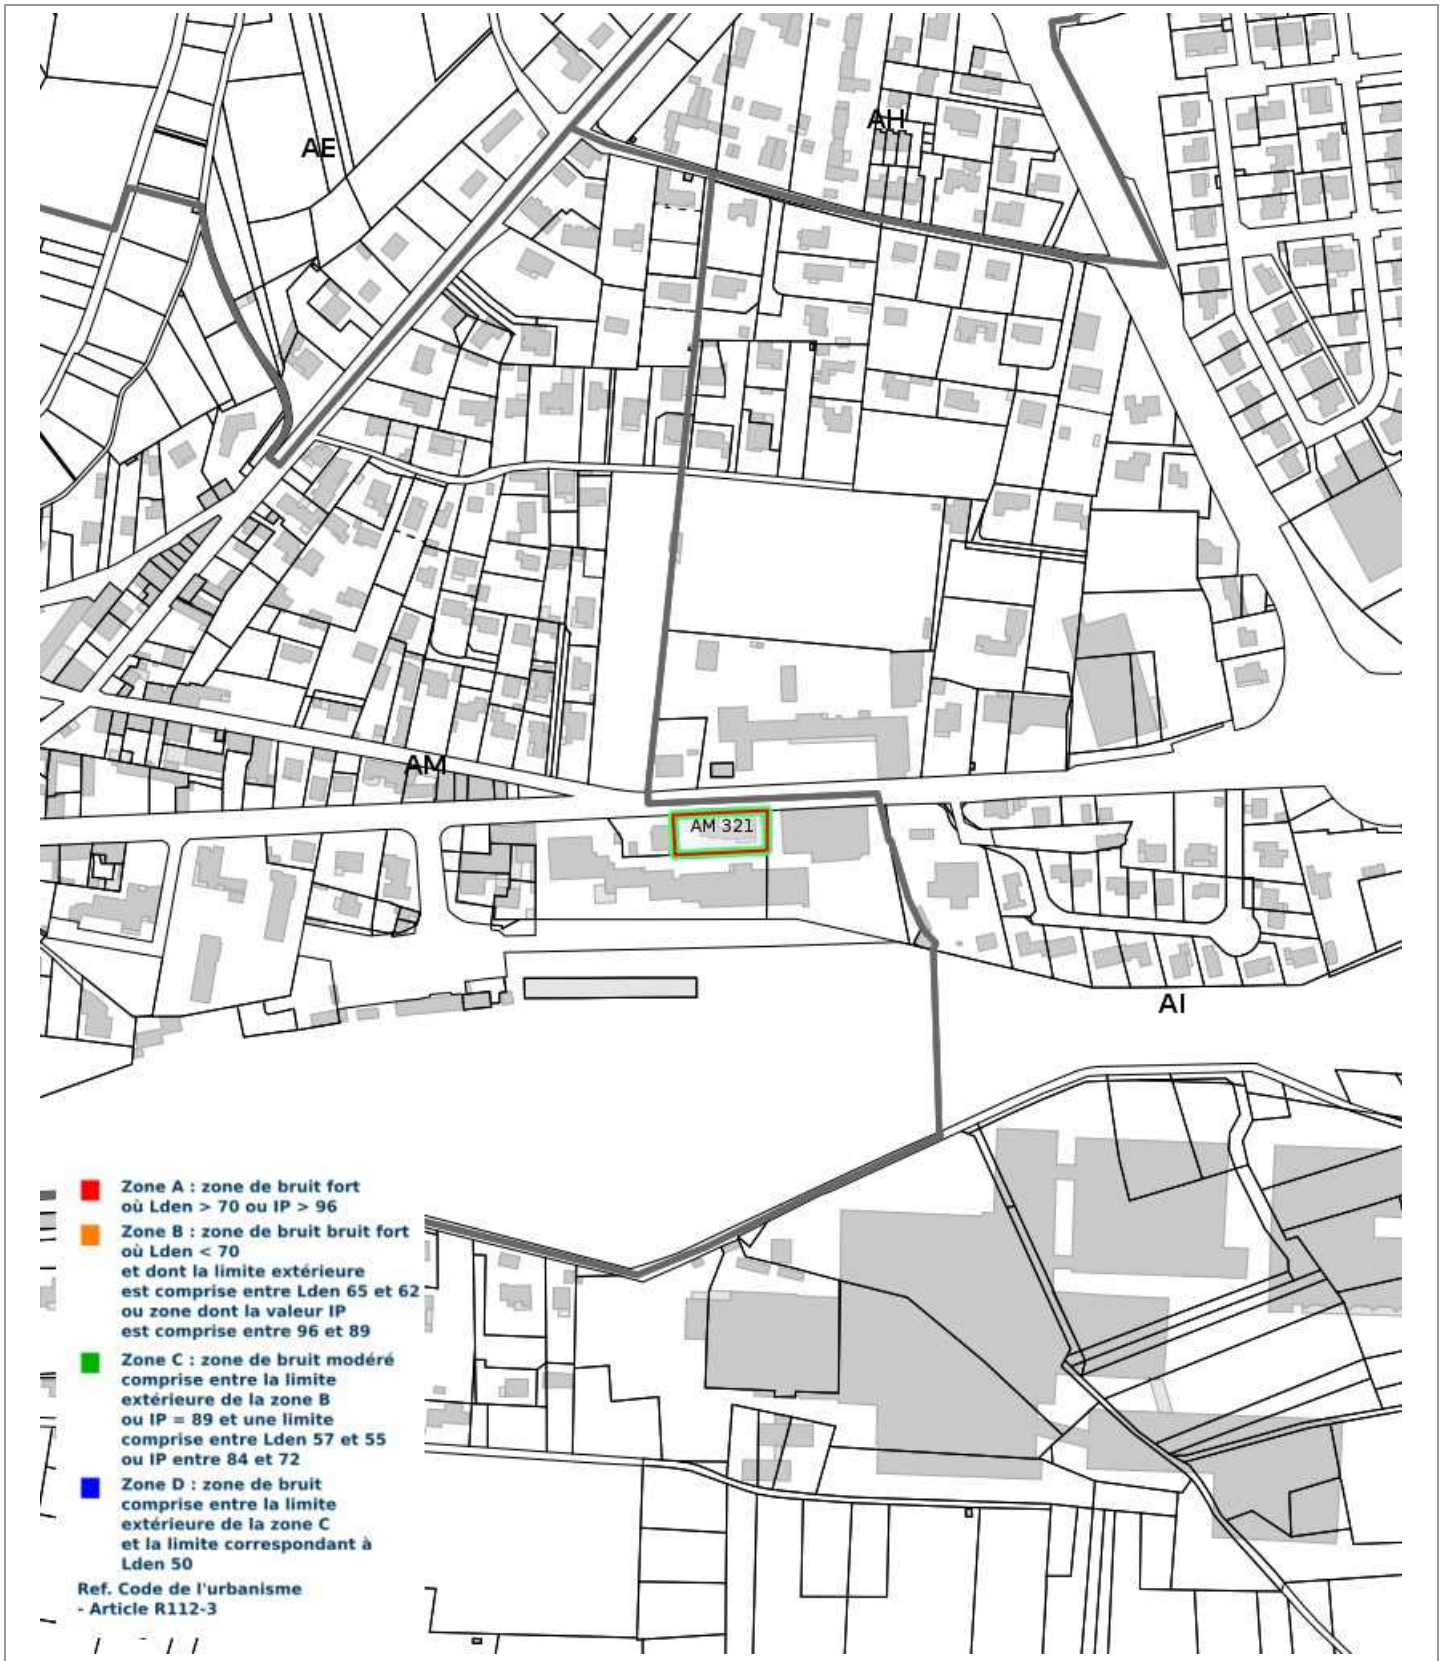 AH
AE
AM
AM 321
AI
Zone A : zone de bruit fort
où Lden > 70 ou IP > 96
Zone B : zone de bruit bruit fort
où Lden < 70
et dont la limite extérieure
est comprise entre Lden 65 et 62
ou zone dont la valeur IP
est comprise entre 96 et 89
Zone C : zone de bruit modéré
comprise entre la limite
extérieure de la zone B
ou IP = 89 et une limite
comprise entre Lden 57 et 55
ou IP entre 84 et 72
Zone D : zone de bruit
comprise entre la limite
extérieure de la zone C
et la limite correspondant à
Lden 50
Ref. Code de l'urbanisme
- Article R112-3